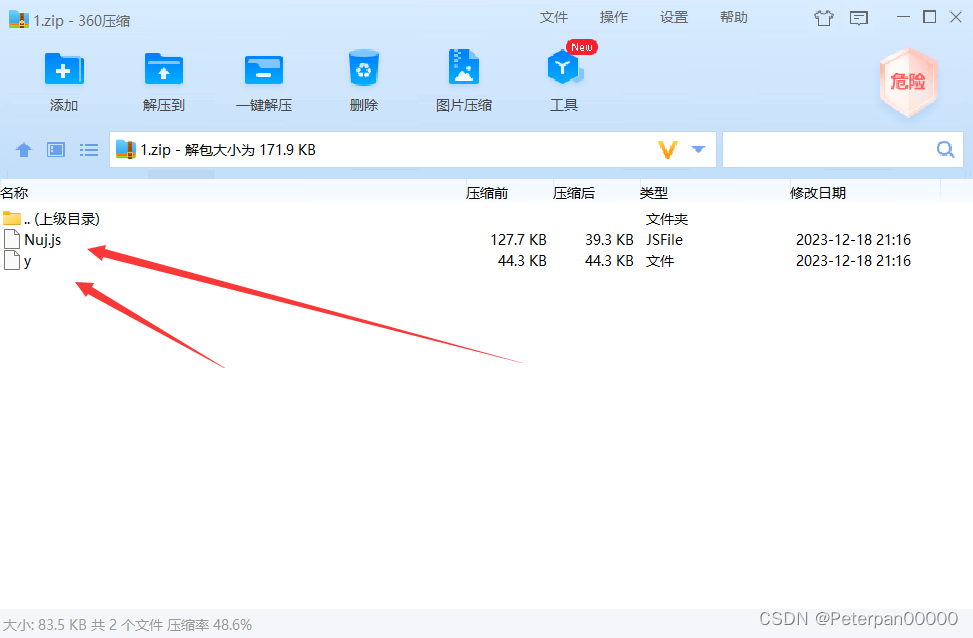 1.zip - 360压缩
文件 操作 设置 帮助
New
添加 解压到 一键解压 删除 图片压缩 工具
危险
1.zip - 解包大小为 171.9 KB
名称 压缩前 压缩后 类型 修改日期
.. (上级目录) 文件夹
Nuj.js 127.7 KB 39.3 KB JSFile 2023-12-18 21:16
y 44.3 KB 44.3 KB 文件 2023-12-18 21:16
大小: 83.5 KB 共 2 个文件 压缩率 48.6%
CSDN @Peterpan00000